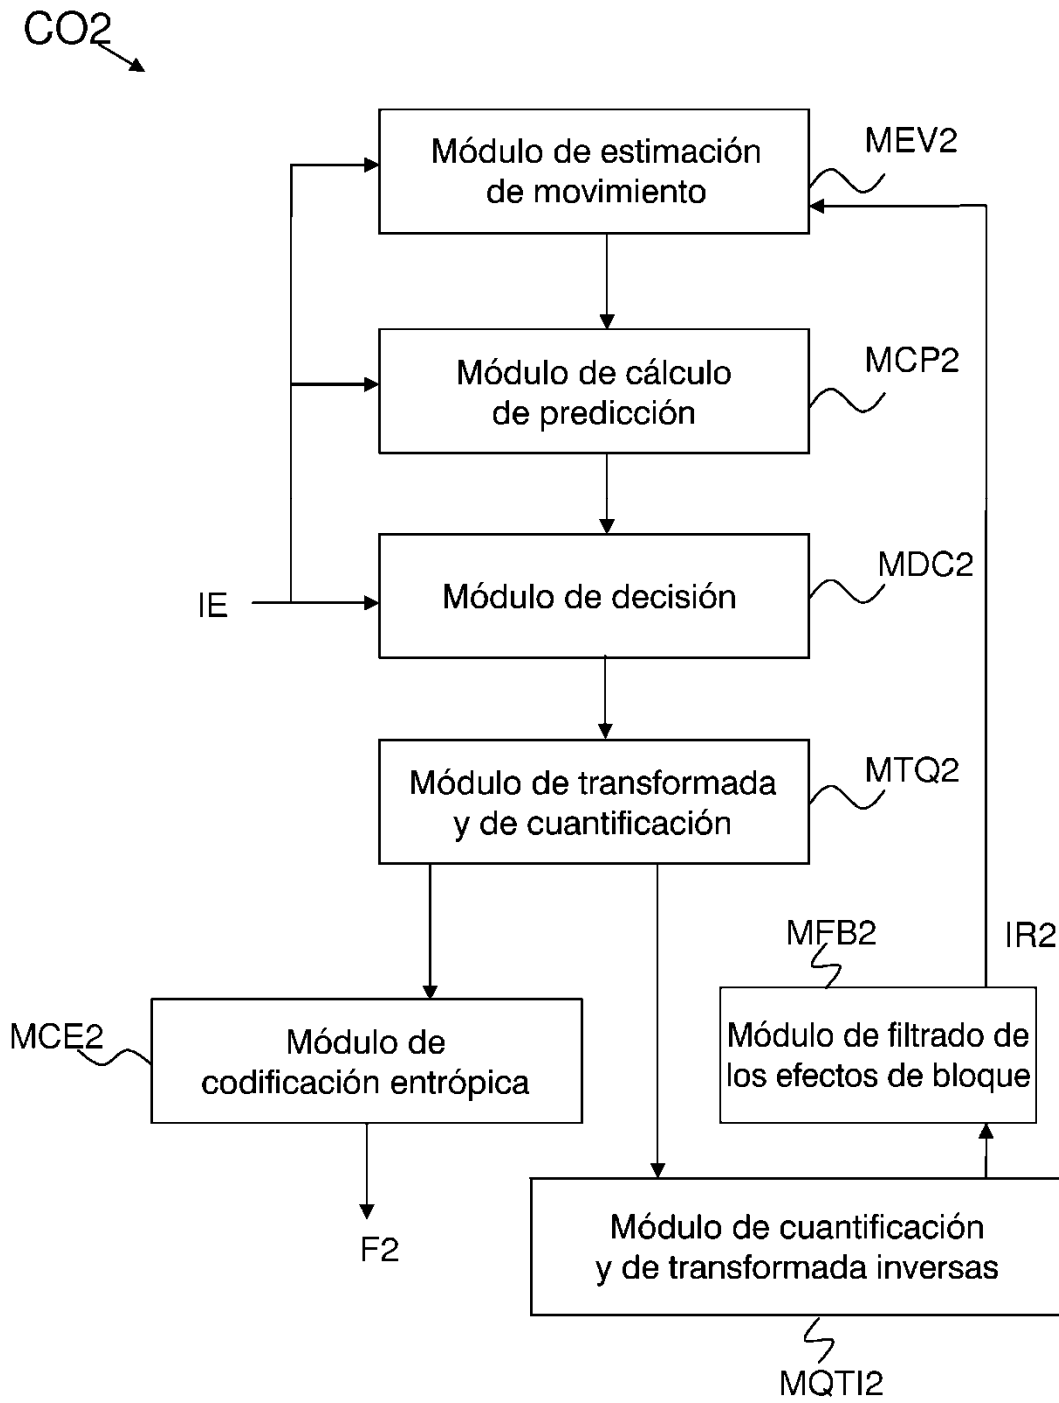 CO2
Módulo de estimación
de movimiento
MEV2
Módulo de cálculo
de predicción
MCP2
IE
Módulo de decisión
MDC2
Módulo de transformada
y de cuantificación
MTQ2
MFB2
IR2
MCE2
Módulo de
codificación entrópica
Módulo de filtrado de
los efectos de bloque
F2
Módulo de cuantificación
y de transformada inversas
MQTI2